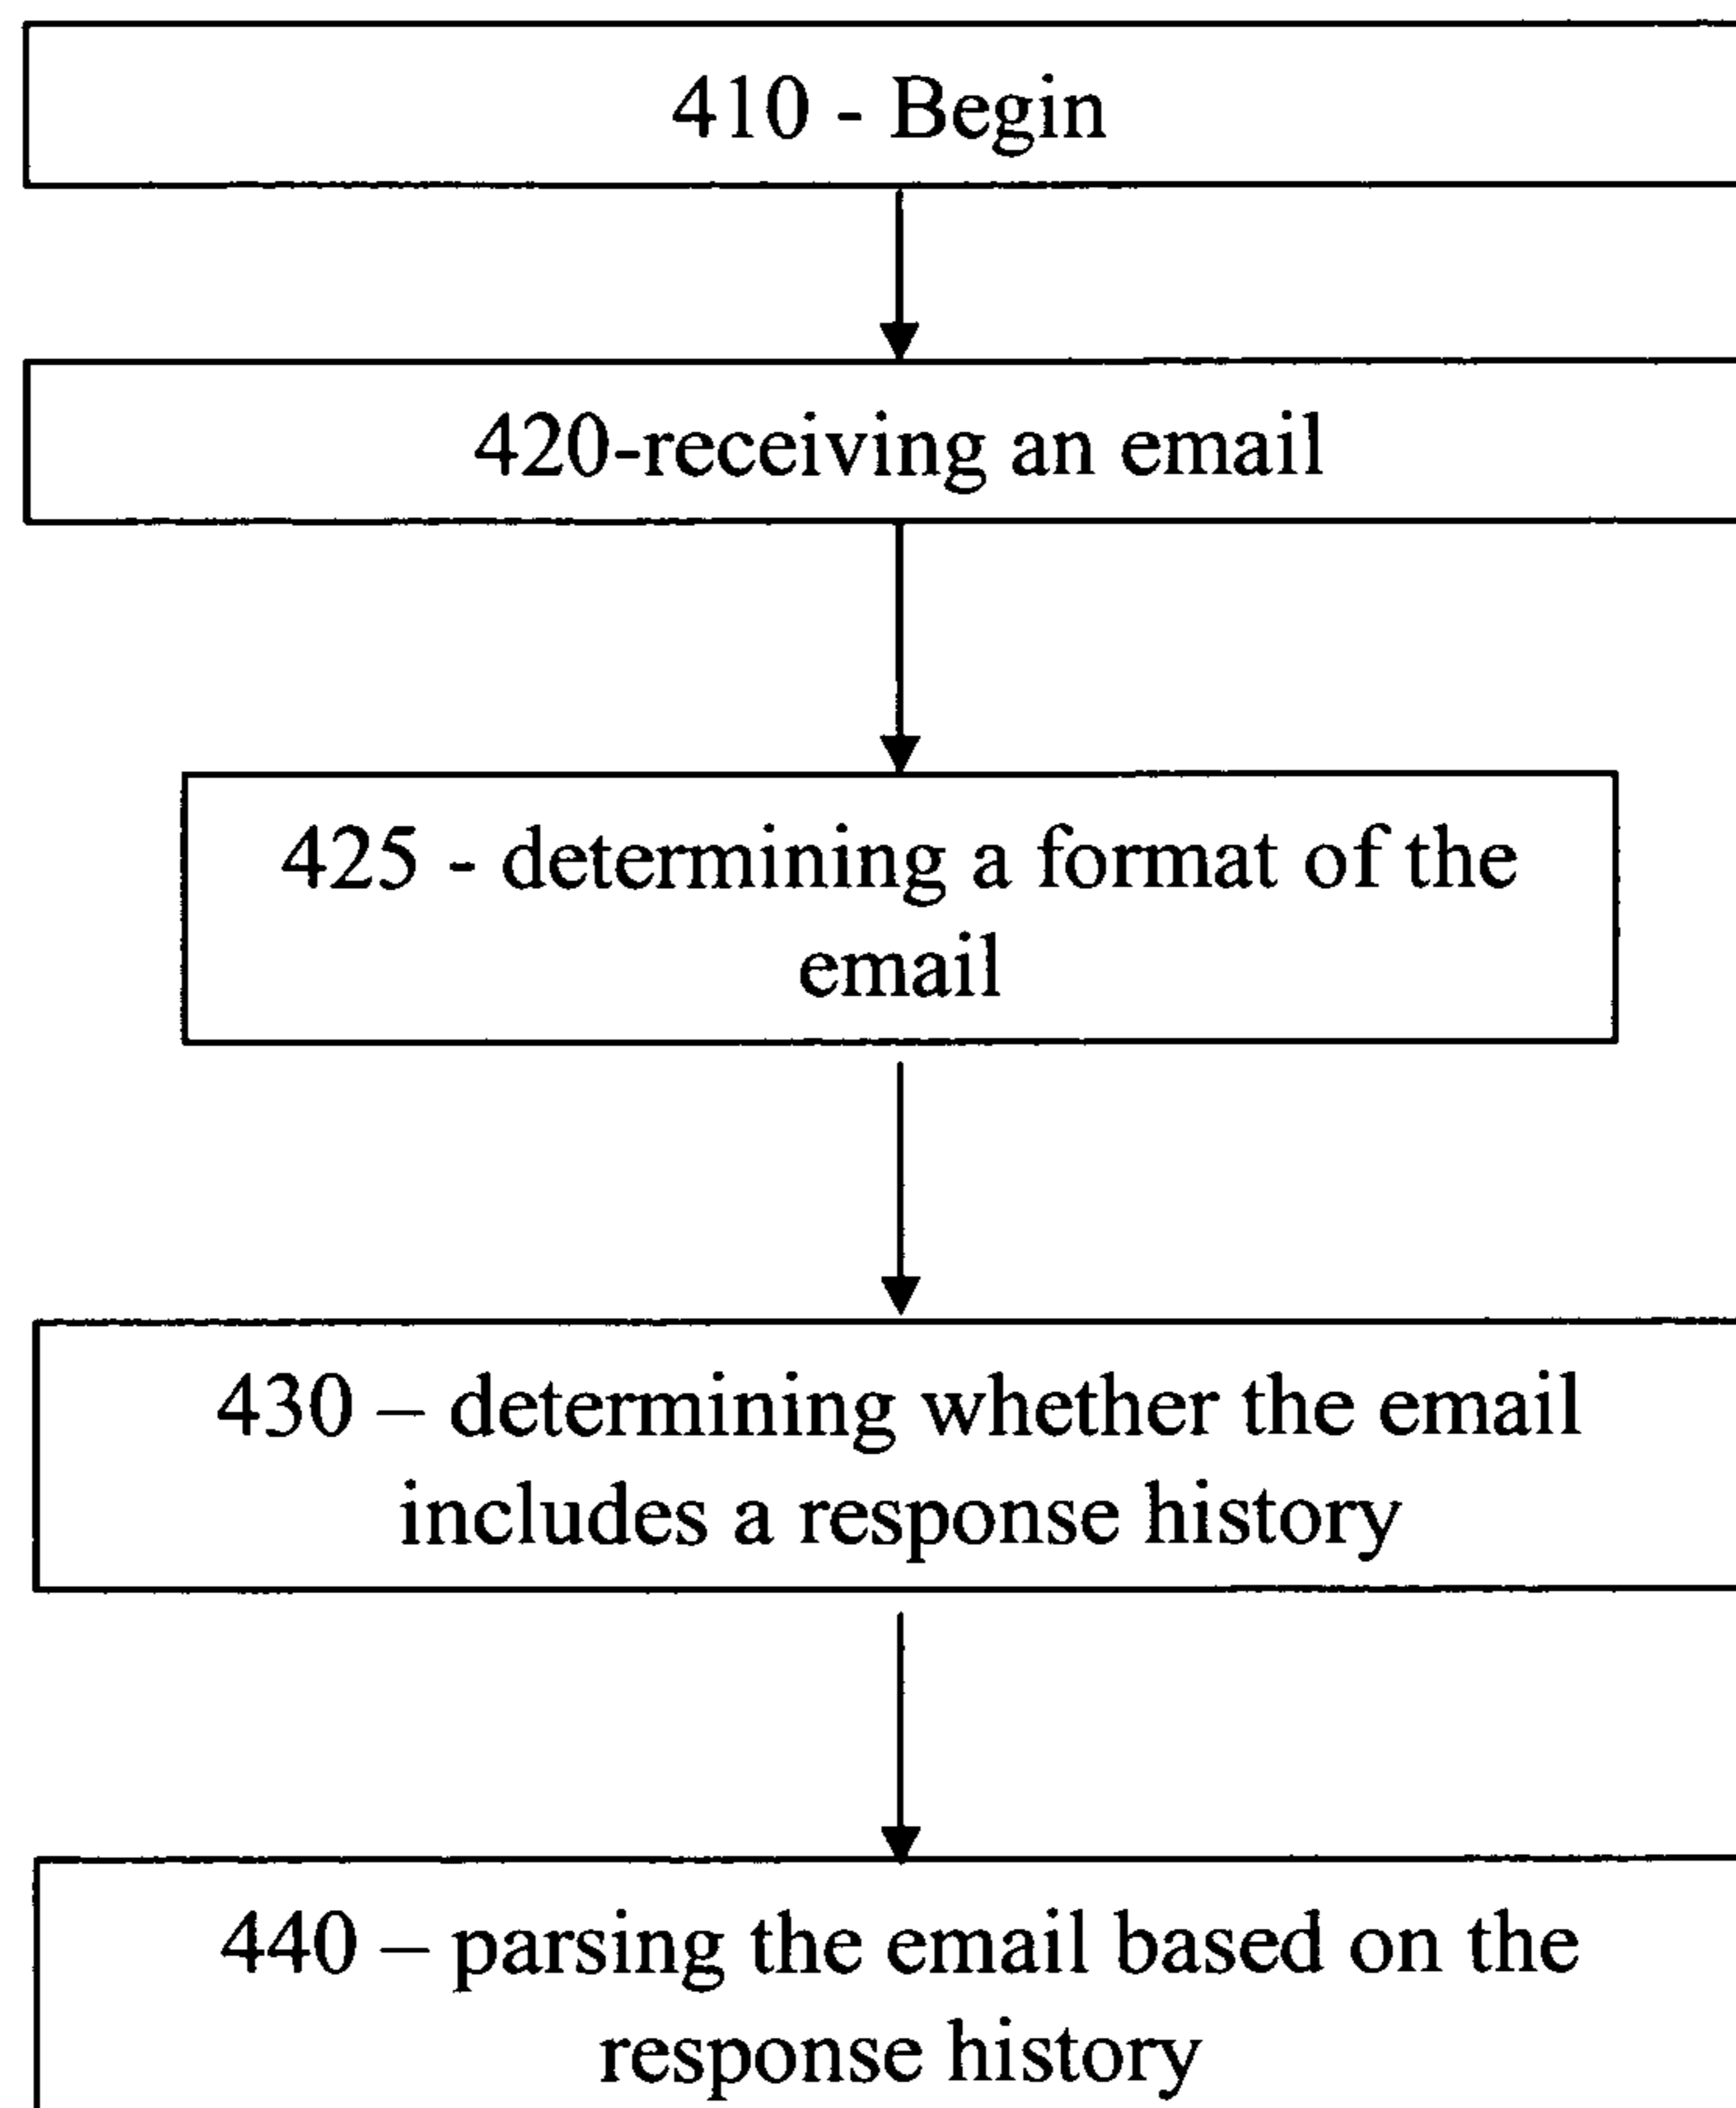 410 - Begin
420-receiving an email
425 - determining a format of the
email
430 – determining whether the email
includes a response history
440 – parsing the email based on the
response history